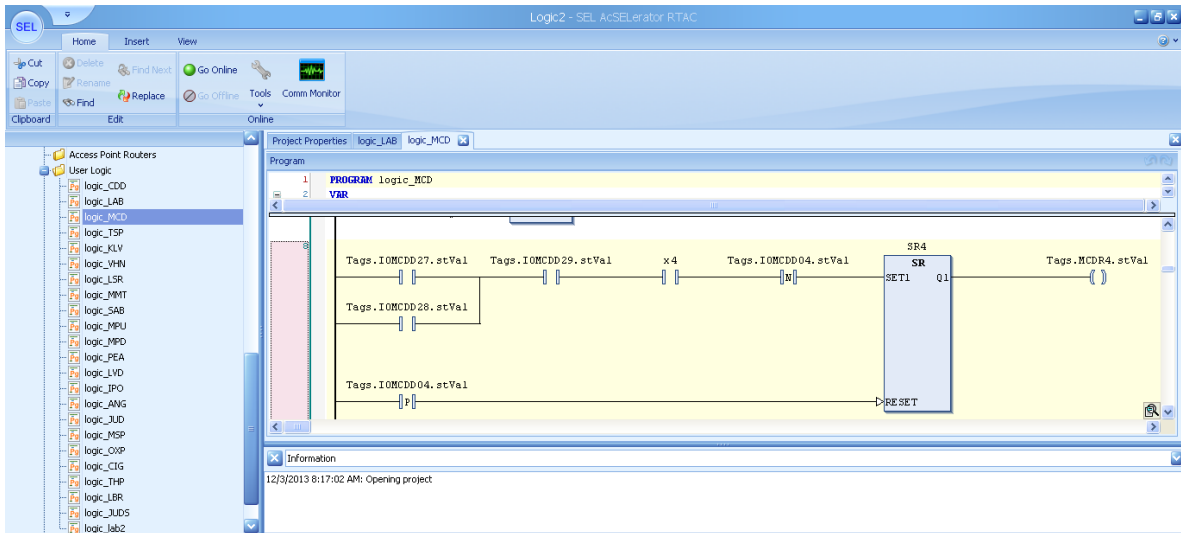 Logic2 - SEL AcSELerator RTAC
SEL
Home Insert View
Cut
Copy
Paste
Clipboard
Delete
Rename
Find
Find Next
Replace
Edit
Go Online
Go Offline
Tools
Comm Monitor
Online
Access Point Routers
User Logic
logic_CDD
logic_LAB
logic_MCD
logic_TSP
logic_KLV
logic_VHN
logic_LSR
logic_MMT
logic_SAB
logic_MPU
logic_MPD
logic_PEA
logic_LVD
logic_IPO
logic_ANG
logic_JUD
logic_MSP
logic_OXP
logic_CIG
logic_THP
logic_LBR
logic_JUDS
logic_lab2
Project Properties logic_LAB logic_MCD
Program
1 PROGRAM logic_MCD
2 VAR
8
SR4
Tags.IOMCDD27.stVal Tags.IOMCDD29.stVal x4 Tags.IOMCDD04.stVal SR Tags.MCDR4.stVal
N SET1 Q1
Tags.IOMCDD28.stVal
Tags.IOMCDD04.stVal
P RESET
Information
12/3/2013 8:17:02 AM: Opening project